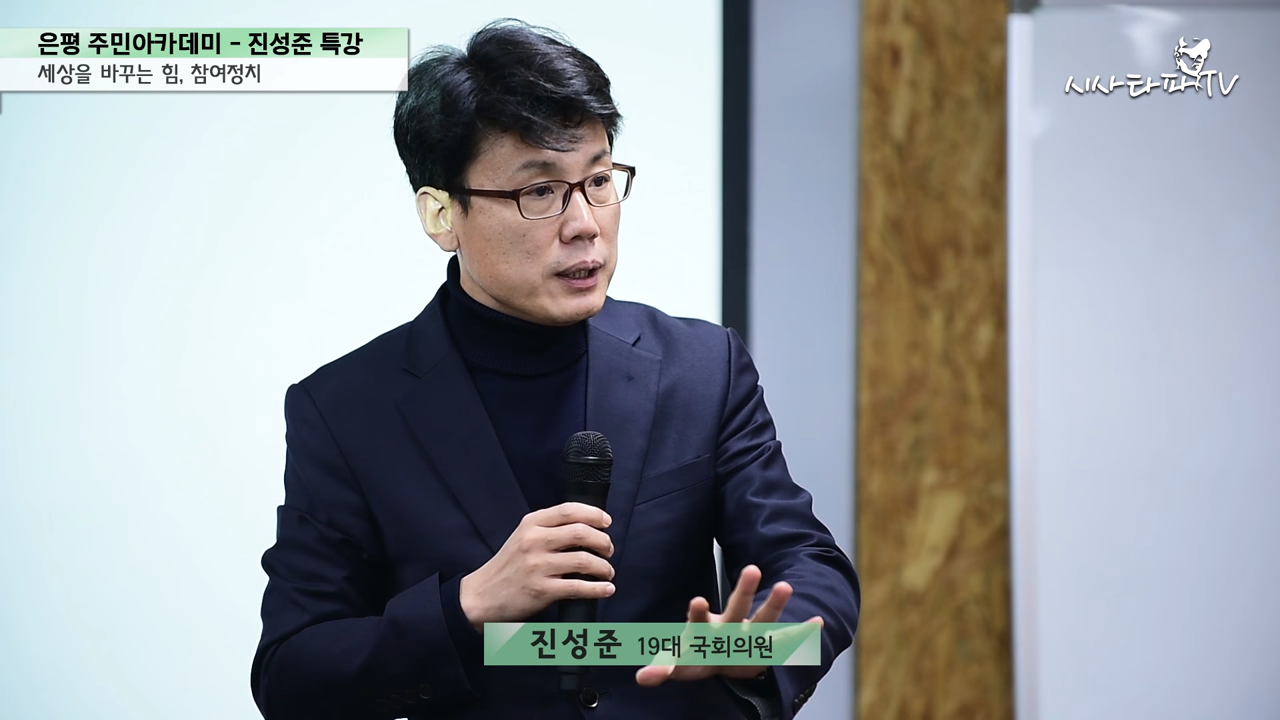 은평 주민아카데미 - 진성준 특강
세상을 바꾸는 힘, 참여정치
시사타파TV
진성준 19대 국회의원